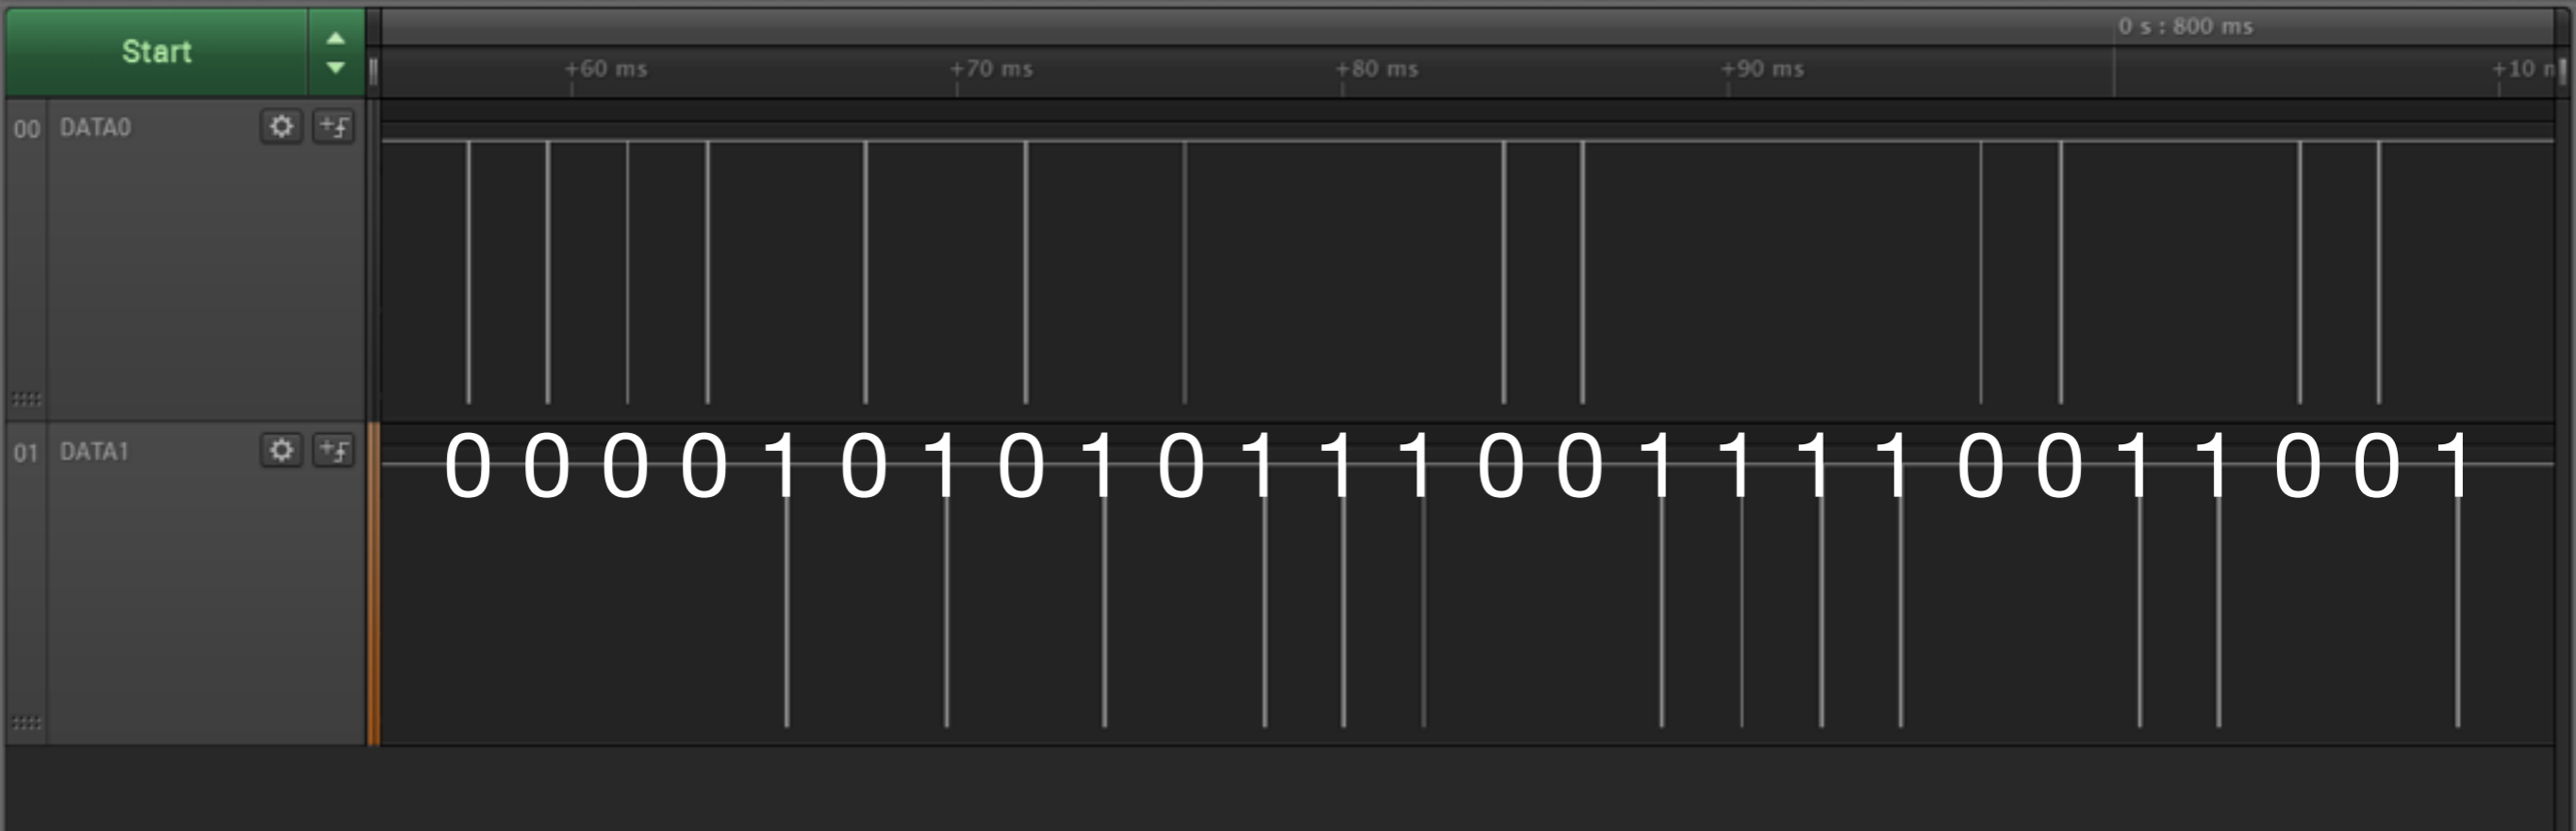 Start
0 s : 800 ms
+60 ms +70 ms +80 ms +90 ms +10
00 DATA0
01 DATA1
0 0 0 0 1 0 1 0 1 0 1 1 1 0 0 1 1 1 1 0 0 1 1 0 0 1